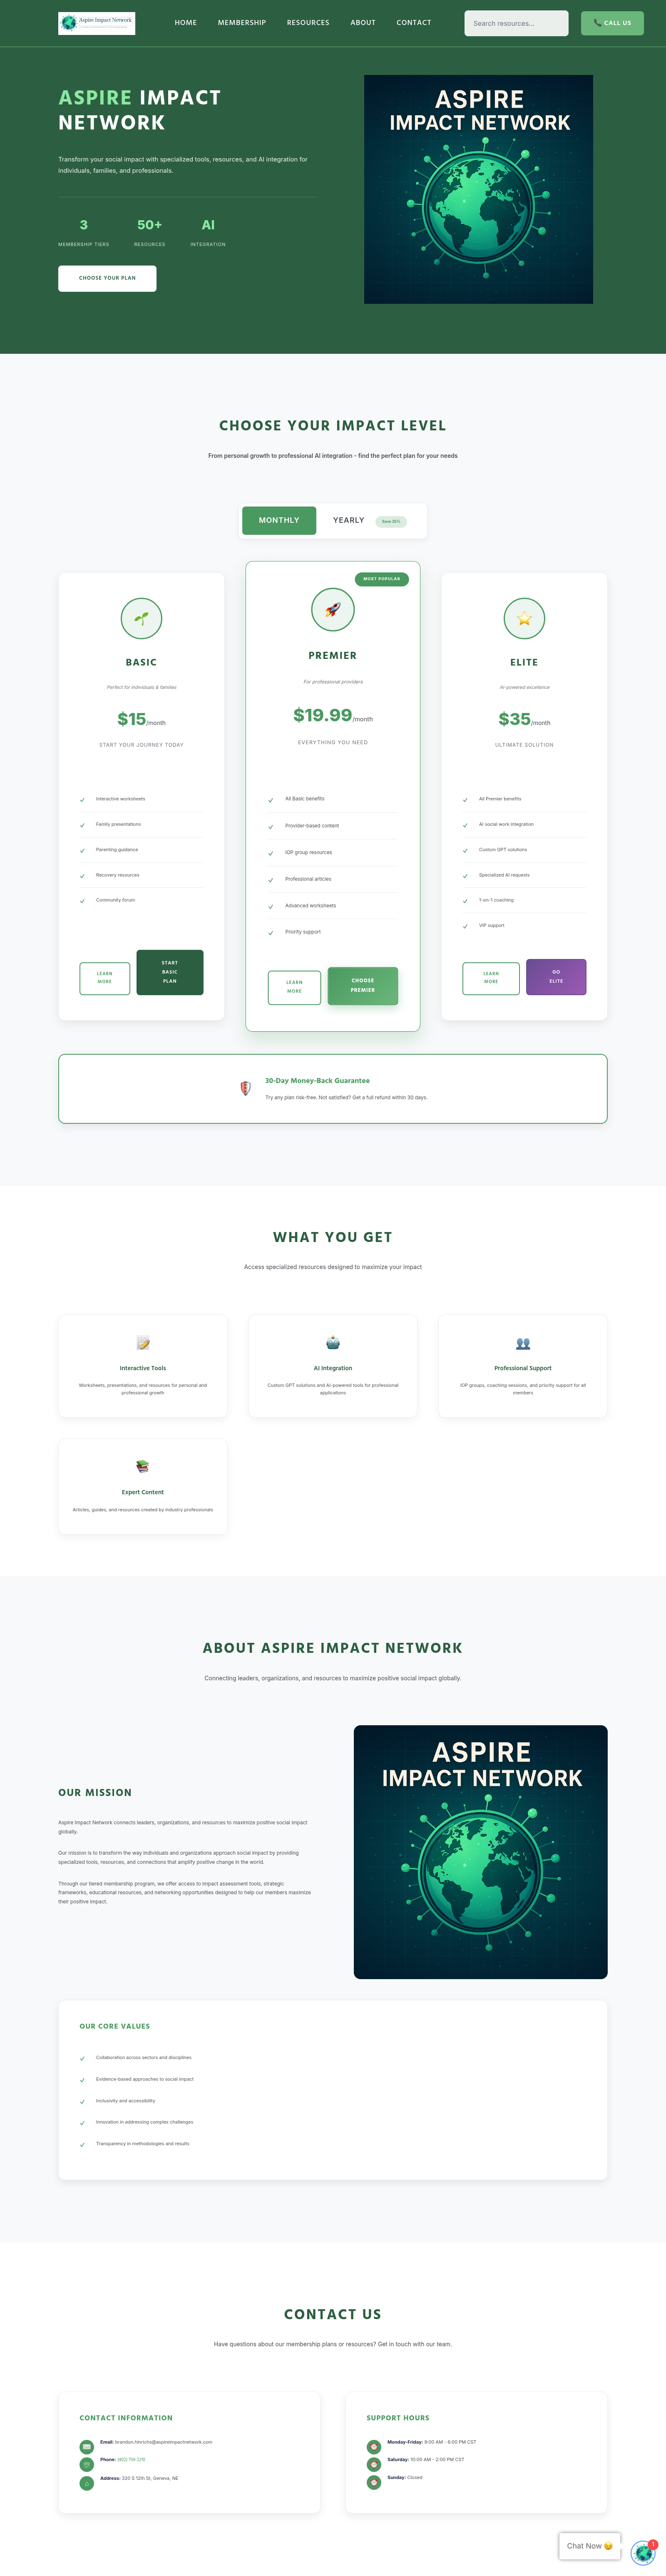 Aspire Impact Network
HOME
MEMBERSHIP
RESOURCES
ABOUT
CONTACT
Search resources...
📞 CALL US
ASPIRE IMPACT
NETWORK
Transform your social impact with specialized tools, resources, and AI integration for
individuals, families, and professionals.
3
MEMBERSHIP TIERS
50+
RESOURCES
AI
INTEGRATION
CHOOSE YOUR PLAN
ASPIRE
IMPACT NETWORK
CHOOSE YOUR IMPACT LEVEL
From personal growth to professional AI integration - find the perfect plan for your needs
MONTHLY
YEARLY
Save 20%
BASIC
Perfect for individuals & families
$15/month
START YOUR JOURNEY TODAY
Interactive worksheets
Family presentations
Parenting guidance
Recovery resources
Community forum
LEARN
MORE
START
BASIC
PLAN
MOST POPULAR
PREMIER
For professional providers
$19.99/month
EVERYTHING YOU NEED
All Basic benefits
Provider-based content
IOP group resources
Professional articles
Advanced worksheets
Priority support
LEARN
MORE
CHOOSE
PREMIER
ELITE
AI-powered excellence
$35/month
ULTIMATE SOLUTION
All Premier benefits
AI social work integration
Custom GPT solutions
Specialized AI requests
1-on-1 coaching
VIP support
LEARN
MORE
GO
ELITE
30-Day Money-Back Guarantee
Try any plan risk-free. Not satisfied? Get a full refund within 30 days.
WHAT YOU GET
Access specialized resources designed to maximize your impact
Interactive Tools
Worksheets, presentations, and resources for personal and
professional growth
AI Integration
Custom GPT solutions and AI-powered tools for professional
applications
Professional Support
IOP groups, coaching sessions, and priority support for all
members
Expert Content
Articles, guides, and resources created by industry professionals
ABOUT ASPIRE IMPACT NETWORK
Connecting leaders, organizations, and resources to maximize positive social impact globally.
OUR MISSION
Aspire Impact Network connects leaders, organizations, and resources to maximize positive social impact
globally.
Our mission is to transform the way individuals and organizations approach social impact by providing
specialized tools, resources, and connections that amplify positive change in the world.
Through our tiered membership program, we offer access to impact assessment tools, strategic
frameworks, educational resources, and networking opportunities designed to help our members maximize
their positive impact.
ASPIRE
IMPACT NETWORK
OUR CORE VALUES
Collaboration across sectors and disciplines
Evidence-based approaches to social impact
Inclusivity and accessibility
Innovation in addressing complex challenges
Transparency in methodologies and results
CONTACT US
Have questions about our membership plans or resources? Get in touch with our team.
CONTACT INFORMATION
Email: brandon.hinrichs@aspireimpactnetwork.com
Phone:
Address: 320 S 12th St, Geneva, NE
SUPPORT HOURS
Monday-Friday: 9:00 AM - 6:00 PM CST
Saturday: 10:00 AM - 2:00 PM CST
Sunday: Closed
Chat Now 😊
1